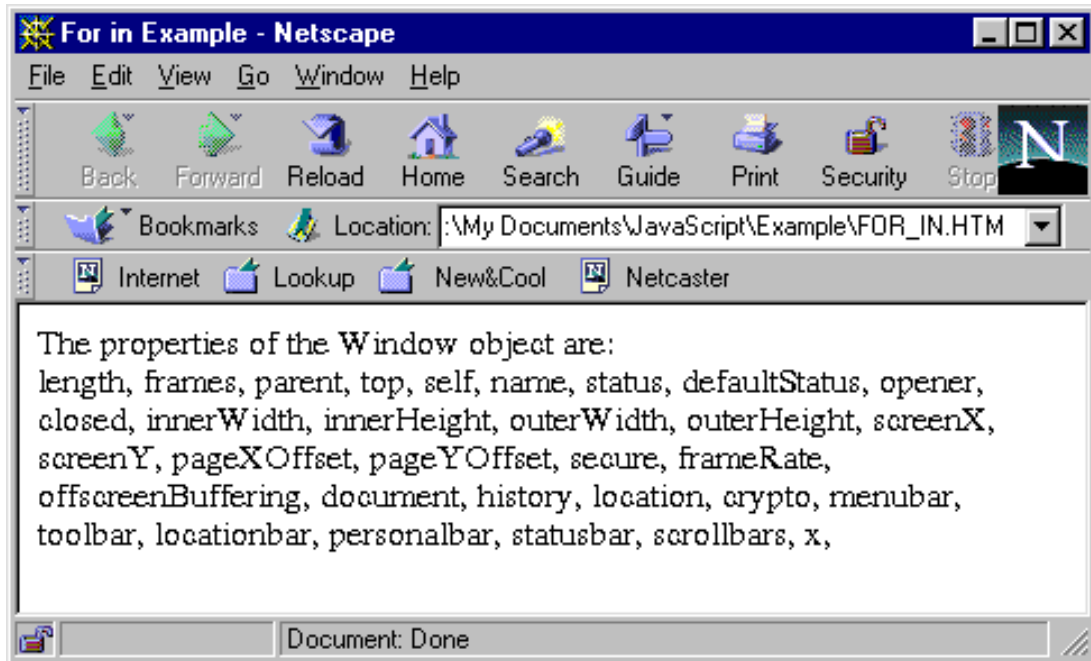 For in Example - Netscape
File Edit View Go Window Help
Back Forward Reload Home Search Guide Print Security Stop N
Bookmarks Location: :\My Documents\JavaScript\Example\FOR_IN.HTM
Internet Lookup New&Cool Netcaster
The properties of the Window object are:
length, frames, parent, top, self, name, status, defaultStatus, opener,
closed, innerWidth, innerHeight, outerWidth, outerHeight, screenX,
screenY, pageXOffset, pageYOffset, secure, frameRate,
offscreenBuffering, document, history, location, crypto, menubar,
toolbar, locationbar, personalbar, statusbar, scrollbars, x,
Document: Done